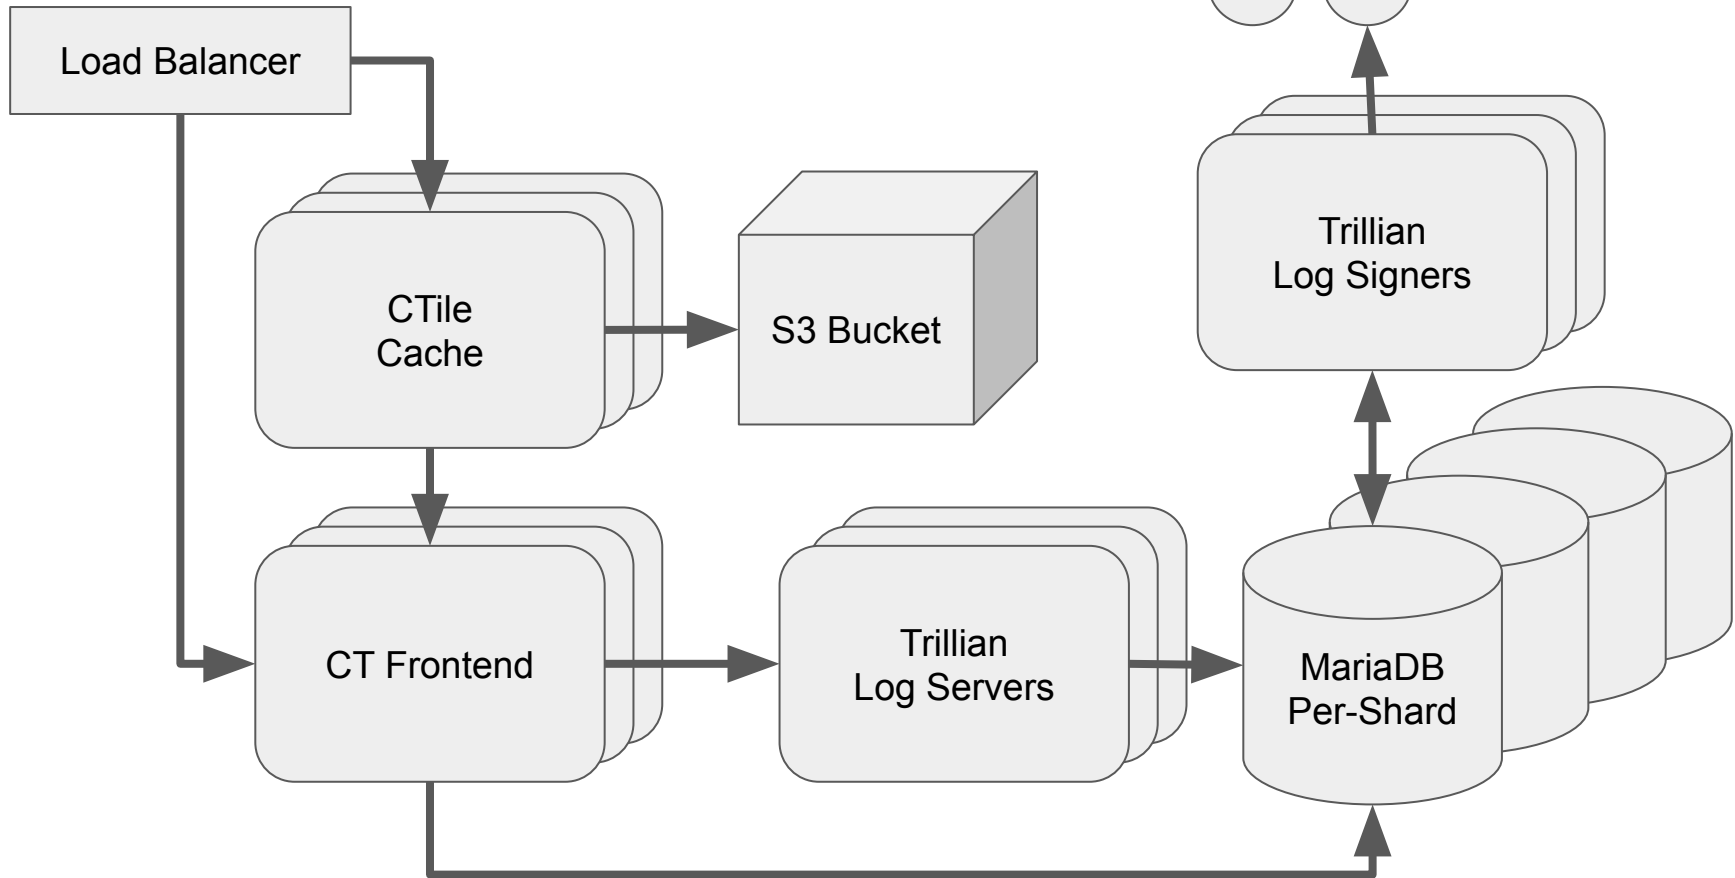 Load Balancer
CTile
Cache
S3 Bucket
Trillian
Log Signers
CT Frontend
Trillian
Log Servers
MariaDB
Per-Shard